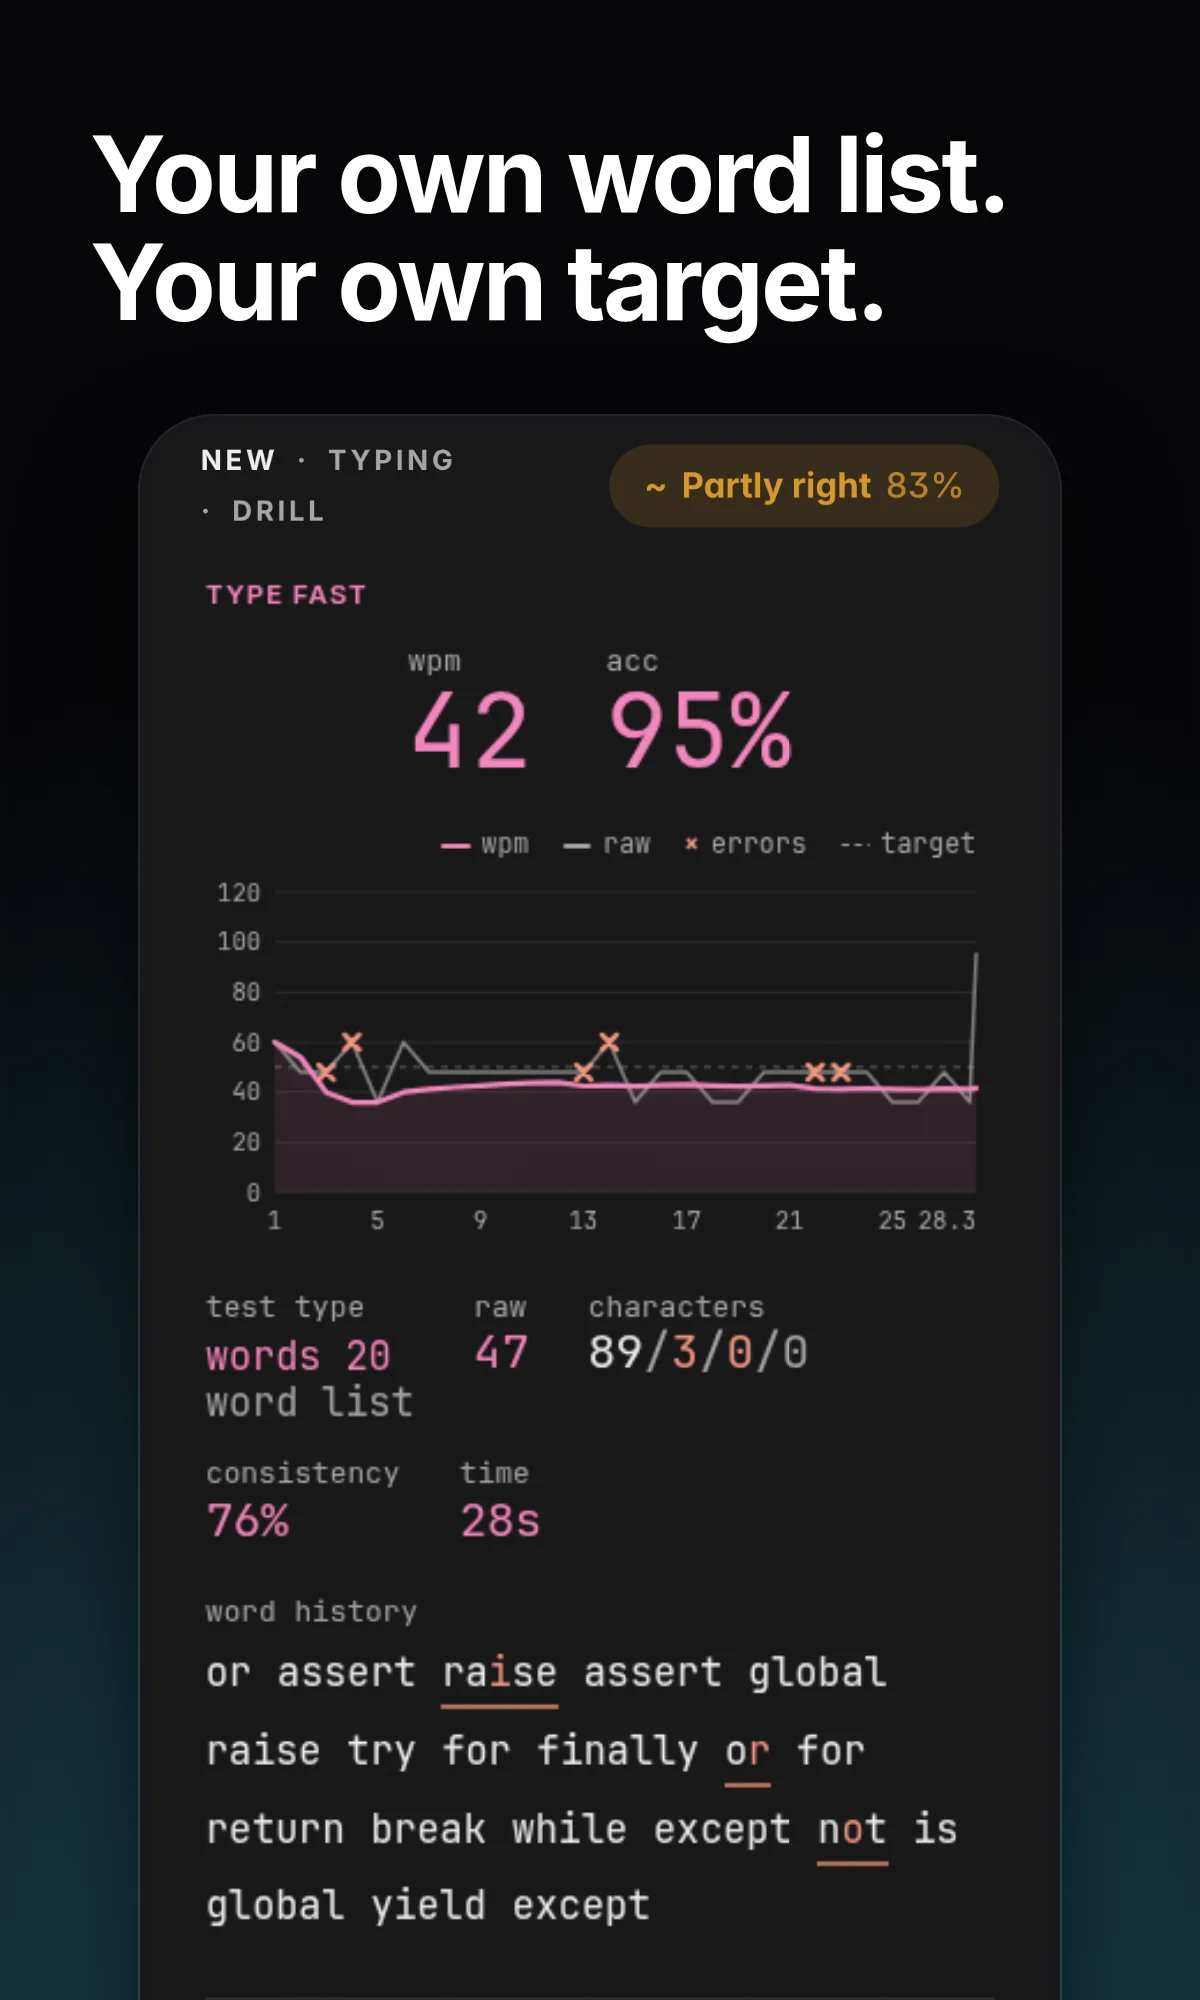 Your own word list.
Your own target.
NEW · TYPING
· DRILL
~ Partly right 83%
TYPE FAST
wpm acc
42 95%
wpm raw × errors --- target
120
100
80
60
40
20
0
1 5 9 13 17 21 25 28.3
test type raw characters
words 20 47 89/3/0/0
word list
consistency time
76% 28s
word history
or assert raise assert global
raise try for finally or for
return break while except not is
global yield except